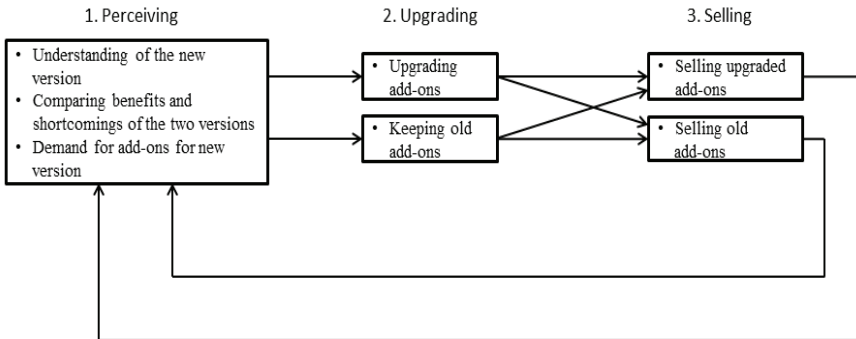 1. Perceiving
2. Upgrading
3. Selling
• Understanding of the new
version
• Comparing benefits and
shortcomings of the two versions
• Demand for add-ons for new
version
• Upgrading
add-ons
• Keeping old
add-ons
• Selling upgraded
add-ons
• Selling old
add-ons